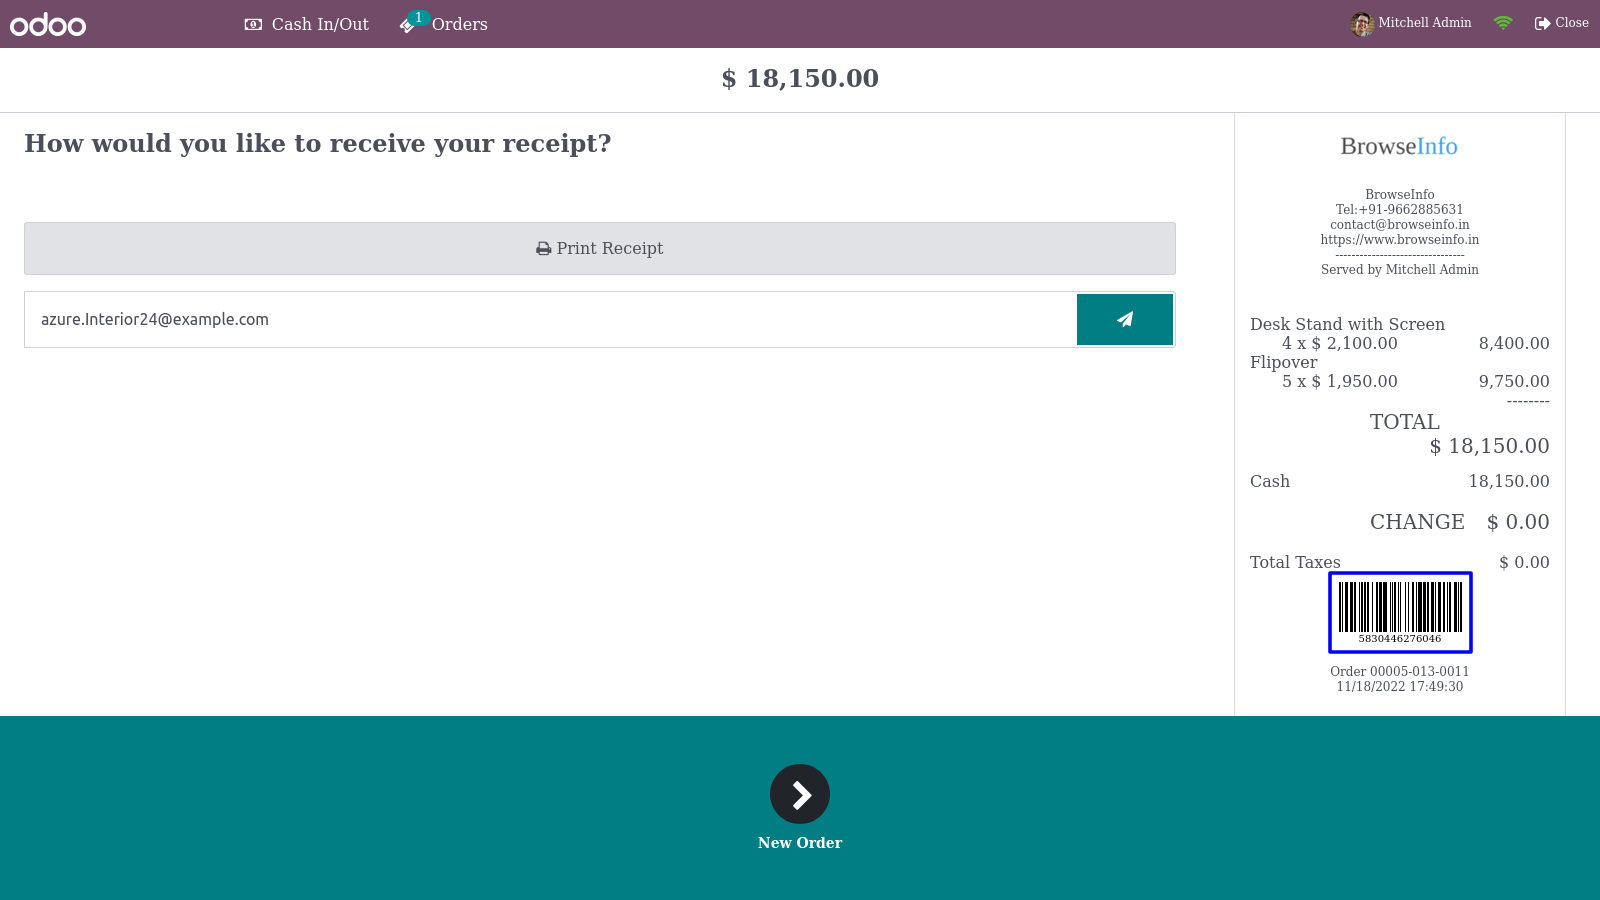 odoo
Cash In/Out
1
Orders
Mitchell Admin
Close
$ 18,150.00
How would you like to receive your receipt?
Print Receipt
azure.Interior24@example.com
BrowseInfo
BrowseInfo
Tel:+91-9662885631
contact@browseinfo.in
https://www.browseinfo.in
--------------------------------
Served by Mitchell Admin
Desk Stand with Screen
4 x $ 2,100.00 8,400.00
Flipover
5 x $ 1,950.00 9,750.00
--------
TOTAL
$ 18,150.00
Cash 18,150.00
CHANGE $ 0.00
Total Taxes $ 0.00
5830446276046
Order 00005-013-0011
11/18/2022 17:49:30
New Order